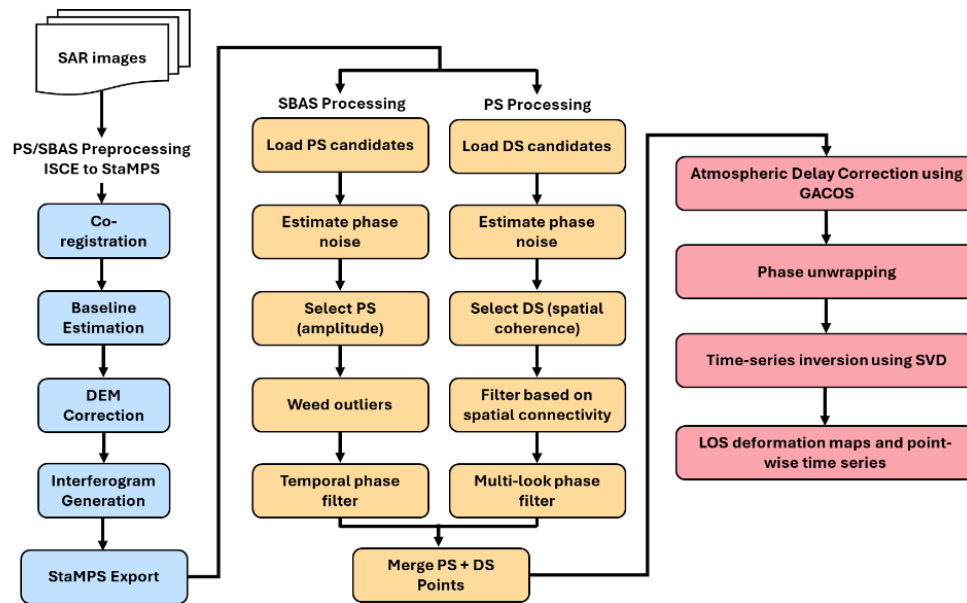 SAR images
PS/SBAS Preprocessing
ISCE to StaMPS
Co-
registration
Baseline
Estimation
DEM
Correction
Interferogram
Generation
StaMPS Export
SBAS Processing
Load PS candidates
Estimate phase
noise
Select PS
(amplitude)
Weed outliers
Temporal phase
filter
PS Processing
Load DS candidates
Estimate phase
noise
Select DS (spatial
coherence)
Filter based on
spatial connectivity
Multi-look phase
filter
Merge PS + DS
Points
Atmospheric Delay Correction using
GACOS
Phase unwrapping
Time-series inversion using SVD
LOS deformation maps and point-
wise time series